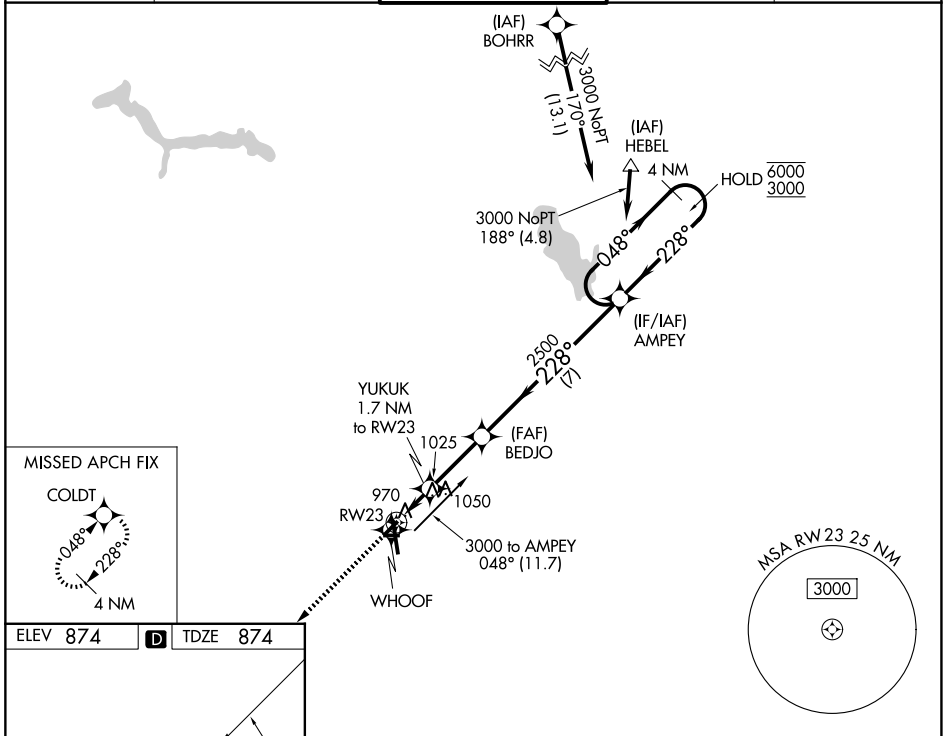 (IAF)
BOHRR
3000 NoPT
170°
(13.1)
(IAF)
HEBEL
4 NM
HOLD 6000
3000
3000 NoPT
188° (4.8)
048°
228°
(IF/IAF)
AMPEY
2500
228°
(7)
YUKUK
1.7 NM
to RW23
1025
(FAF)
BEDJO
970
1050
RW23
3000 to AMPEY
048° (11.7)
WHOOF
MISSED APCH FIX
COLDT
048°
228°
4 NM
MSA RW 23 25 NM
3000
ELEV 874 D TDZE 874